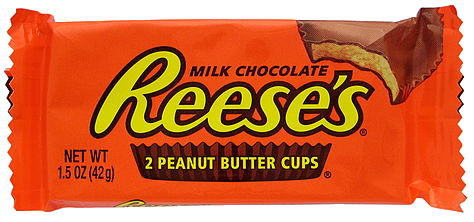 MILK CHOCOLATE
Reese's®
2 PEANUT BUTTER CUPS®
NET WT
1.5 OZ (42g)